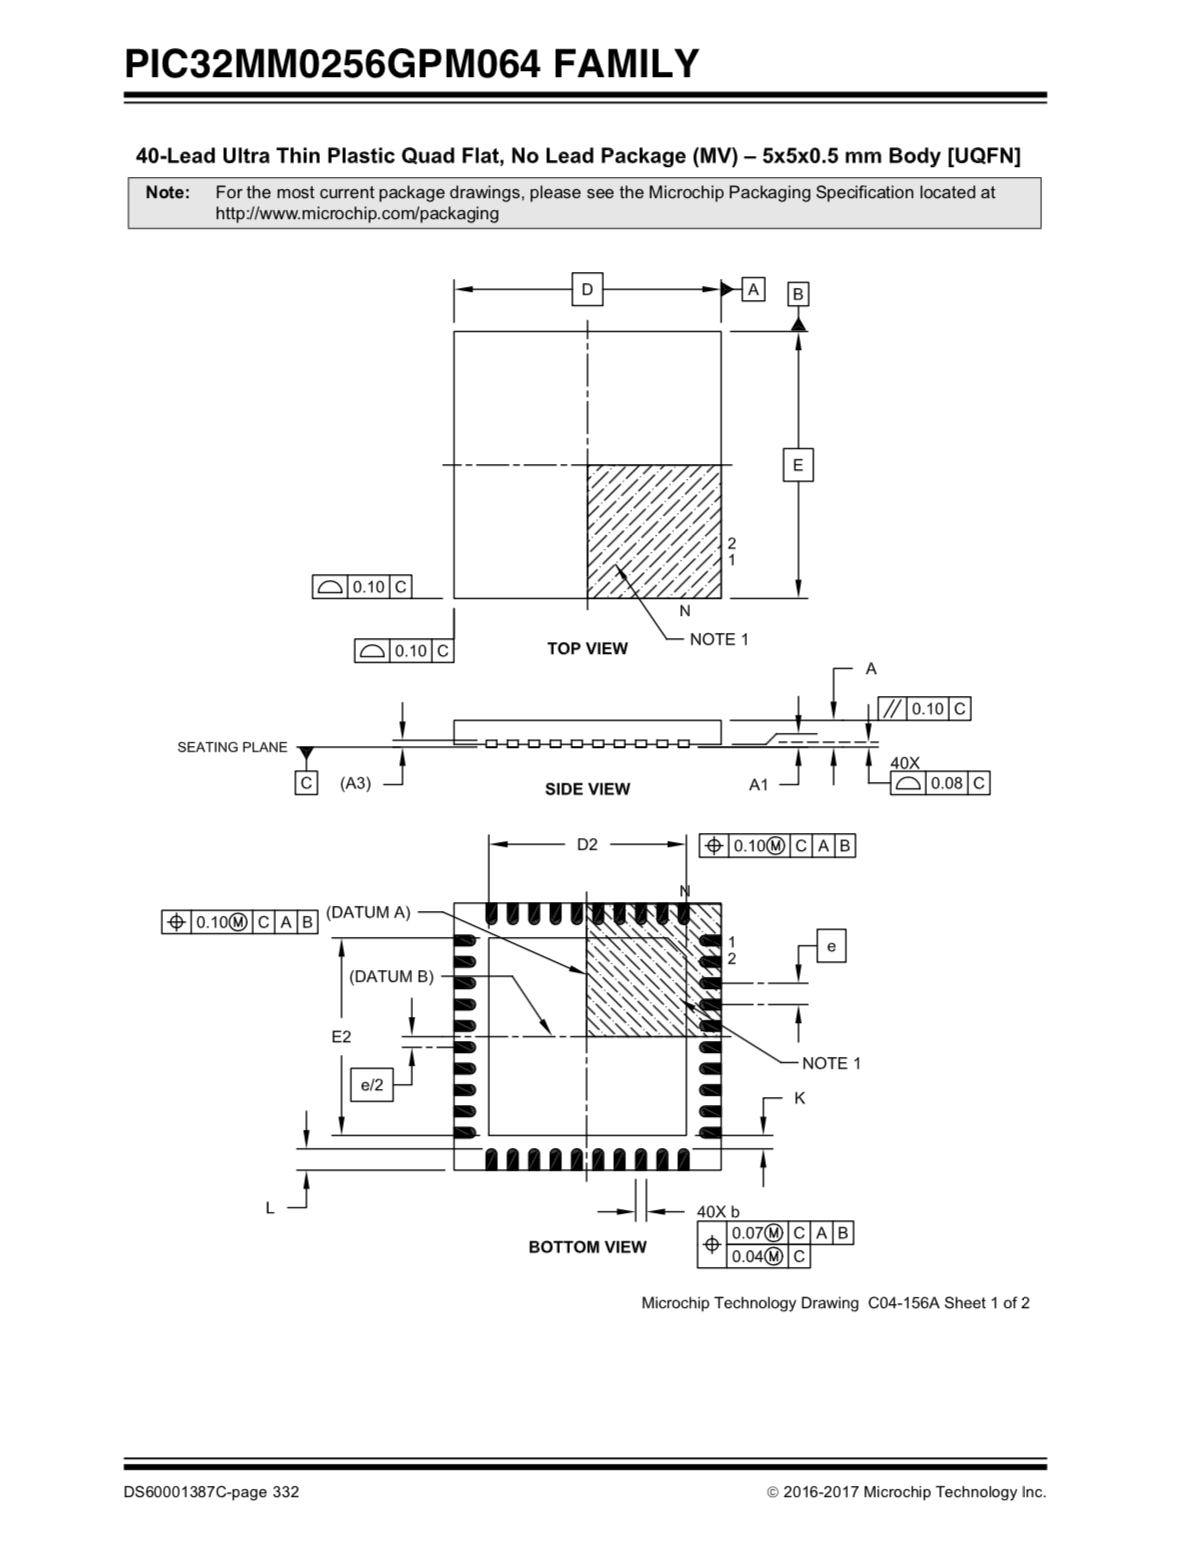 PIC32MM0256GPM064 FAMILY
40-Lead Ultra Thin Plastic Quad Flat, No Lead Package (MV) – 5x5x0.5 mm Body [UQFN]
Note: For the most current package drawings, please see the Microchip Packaging Specification located at
http://www.microchip.com/packaging
D
A
B
E
2
1
0.10 C
N
NOTE 1
0.10 C
TOP VIEW
A
// 0.10 C
SEATING PLANE
C
(A3)
SIDE VIEW
A1
40X
0.08 C
D2
⌖ 0.10Ⓜ C A B
N
⌖ 0.10Ⓜ C A B
(DATUM A)
1
2
e
(DATUM B)
E2
NOTE 1
e/2
K
L
40X b
⌖ 0.07Ⓜ C A B
0.04Ⓜ C
BOTTOM VIEW
Microchip Technology Drawing C04-156A Sheet 1 of 2
DS60001387C-page 332
© 2016-2017 Microchip Technology Inc.